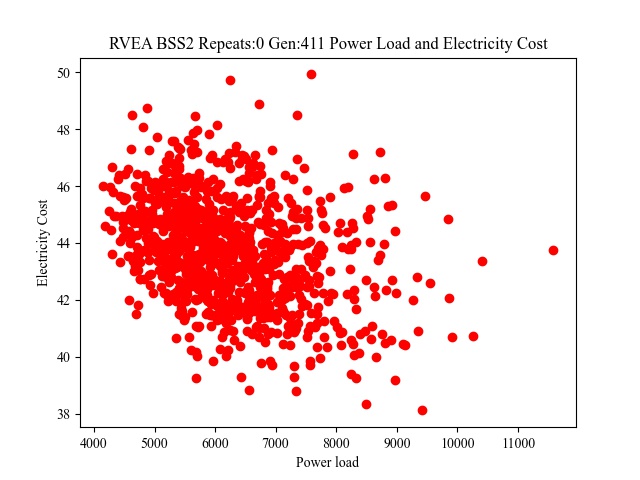 RVEA BSS2 Repeats:0 Gen:411 Power Load and Electricity Cost
50
48
46
44
42
40
38
Electricity Cost
4000 5000 6000 7000 8000 9000 10000 11000
Power load